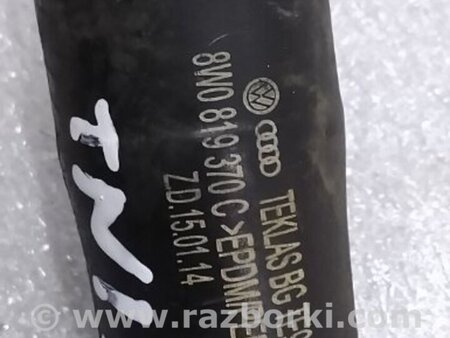 TEKLAS BG
8W0 819 370 C >EPDM/
ZD.15.01.14
© www.razborki.com /